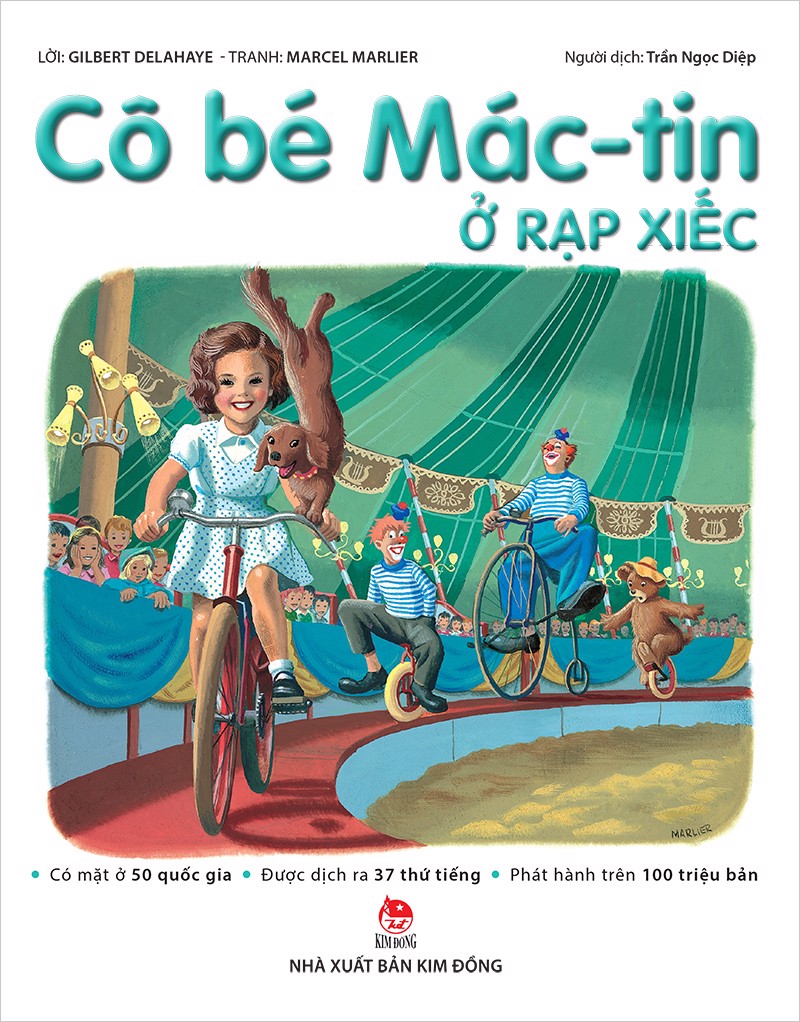 LỜI: GILBERT DELAHAYE - TRANH: MARCEL MARLIER
Người dịch: Trần Ngọc Diệp
Cô bé Mác-tin
Ở RẠP XIẾC
MARLIER
• Có mặt ở 50 quốc gia • Được dịch ra 37 thứ tiếng • Phát hành trên 100 triệu bản
KIM ĐỒNG
NHÀ XUẤT BẢN KIM ĐỒNG